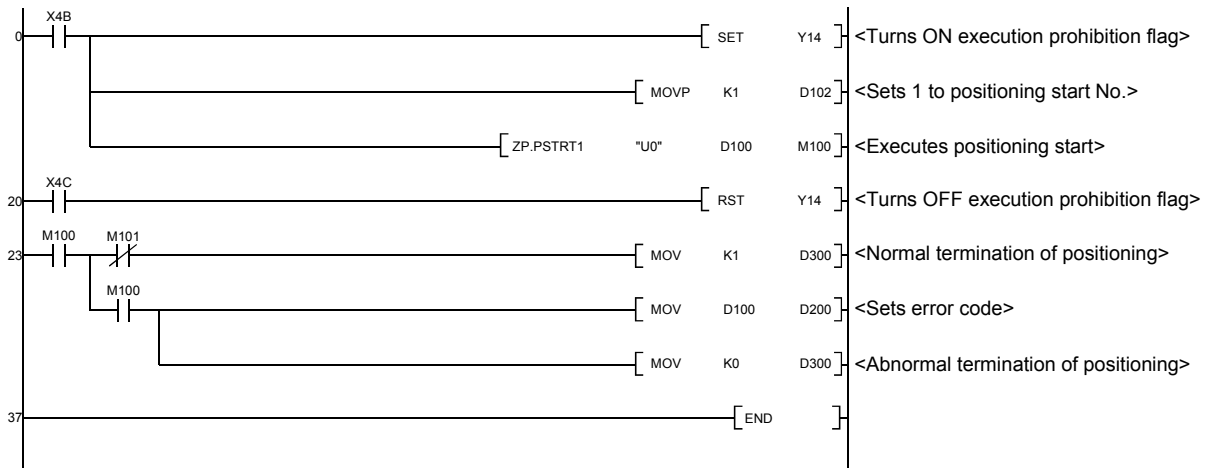 X4B
0 SET Y14 <Turns ON execution prohibition flag>
MOVP K1 D102 <Sets 1 to positioning start No.>
ZP.PSTRT1 "U0" D100 M100 <Executes positioning start>
X4C
20 RST Y14 <Turns OFF execution prohibition flag>
M100 M101
23 MOV K1 D300 <Normal termination of positioning>
M100
MOV D100 D200 <Sets error code>
MOV K0 D300 <Abnormal termination of positioning>
37 END